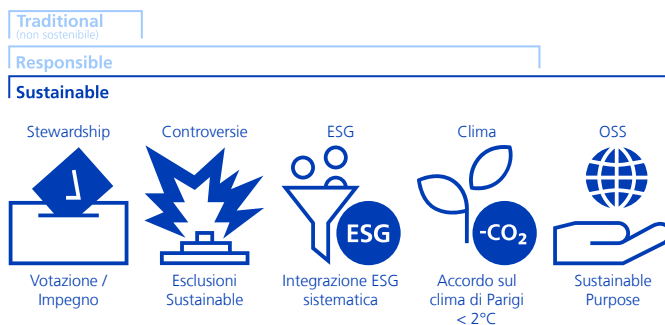 Traditional
(non sostenibile)
Responsible
Sustainable
Stewardship
Controversie
ESG
Clima
OSS
ESG
-CO₂
Votazione /
Impegno
Esclusioni
Sustainable
Integrazione ESG
sistematica
Accordo sul
clima di Parigi
< 2°C
Sustainable
Purpose